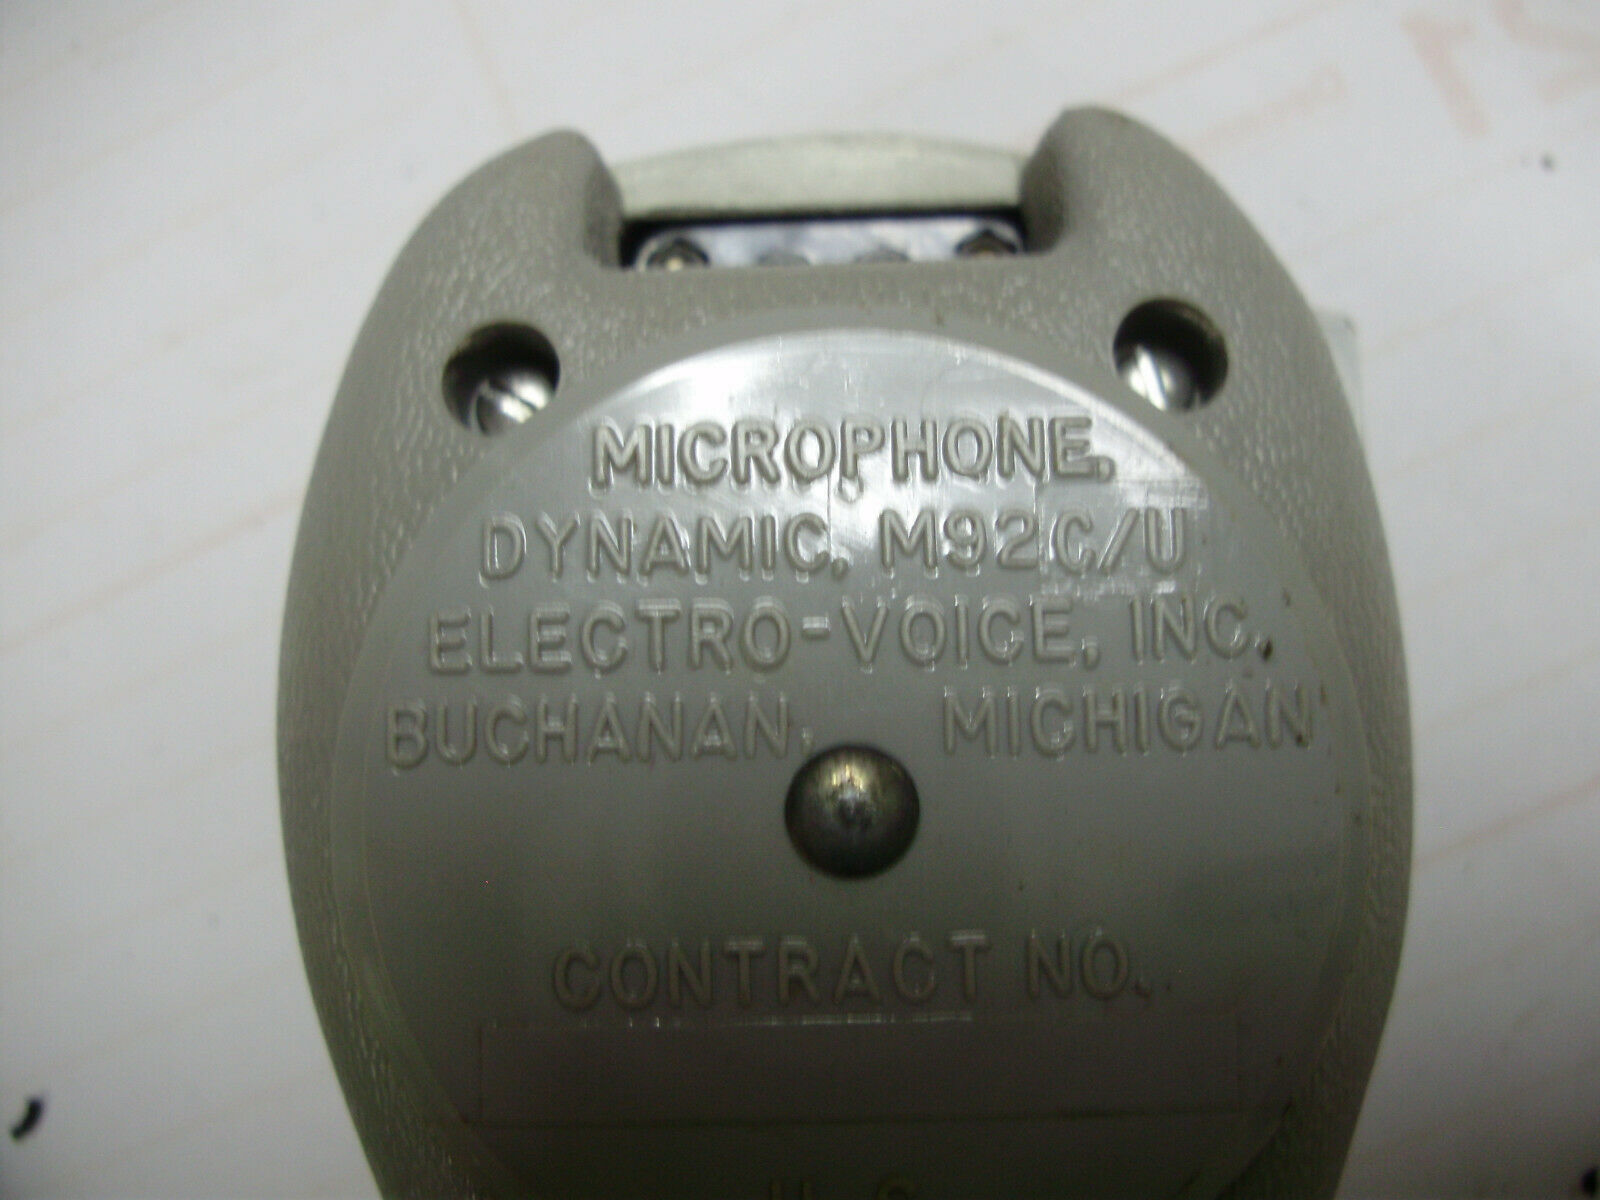 MICROPHONE,
DYNAMIC, M92C/U
ELECTRO-VOICE, INC.
BUCHANAN, MICHIGAN
CONTRACT NO.